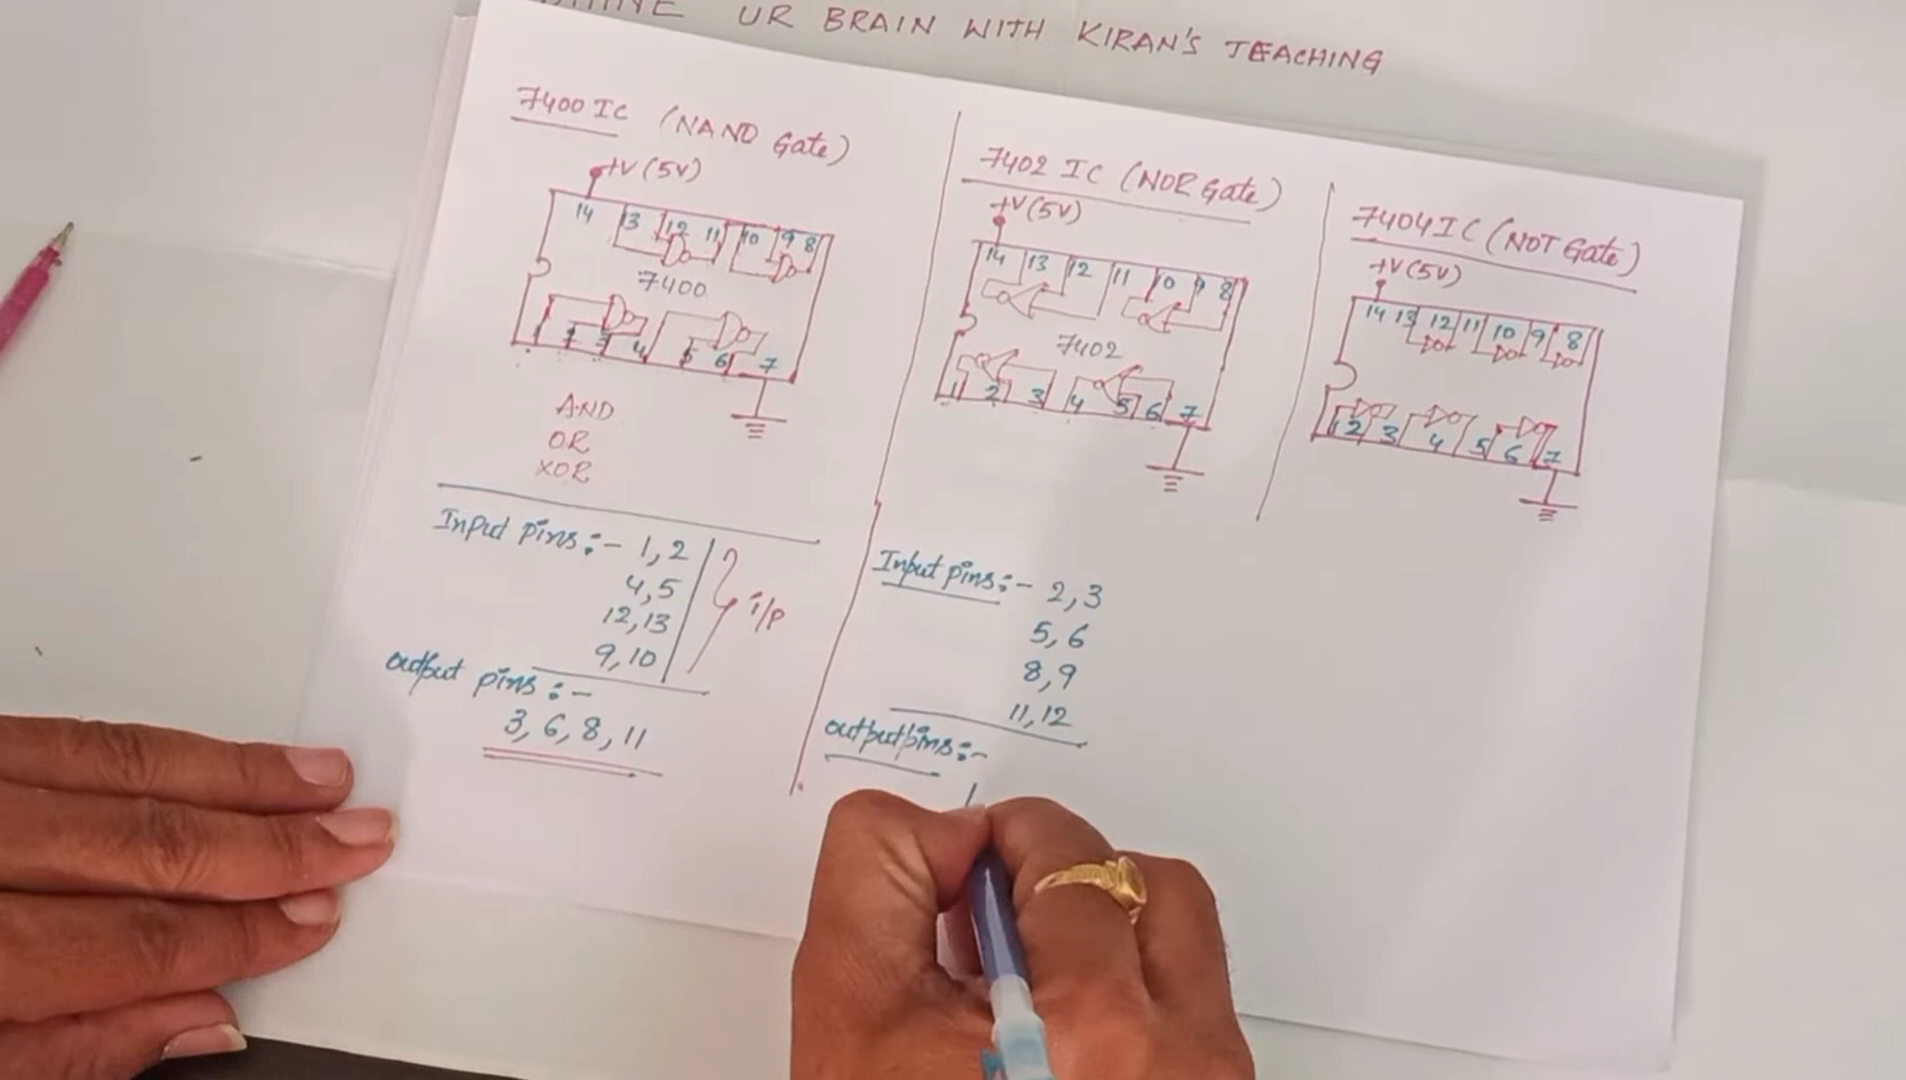 UR BRAIN WITH KIRAN'S TEACHING
7400 IC (NAND Gate)
+V (5V)
14 13 12 11 10 9 8
7400
1 2 3 4 5 6 7
AND
OR
XOR
Input pins :- 1, 2
4, 5
12, 13
9, 10
i/p
output pins :-
3, 6, 8, 11
7402 IC (NOR Gate)
+V (5V)
14 13 12 11 10 9 8
7402
1 2 3 4 5 6 7
Input pins :- 2, 3
5, 6
8, 9
11, 12
output pins :-
1
7404 IC (NOT Gate)
+V (5V)
14 13 12 11 10 9 8
1 2 3 4 5 6 7